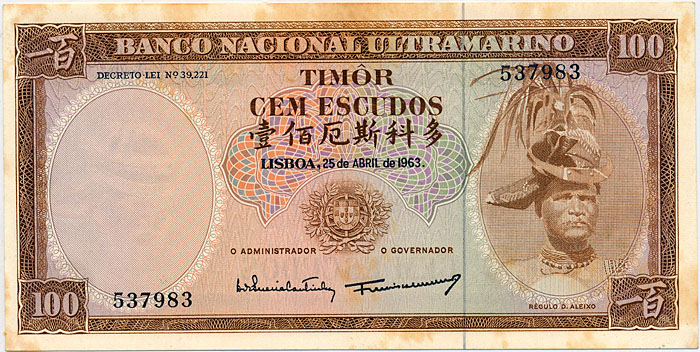 一百 BANCO NACIONAL ULTRAMARINO 100
DECRETO-LEI Nº 39,221
TIMÔR
537983
CEM ESCUDOS
壹佰厄斯科多
LISBOA, 25 de ABRIL de 1963.
O ADMINISTRADOR O GOVERNADOR
100 537983
RÉGULO D. ALEIXO
一百